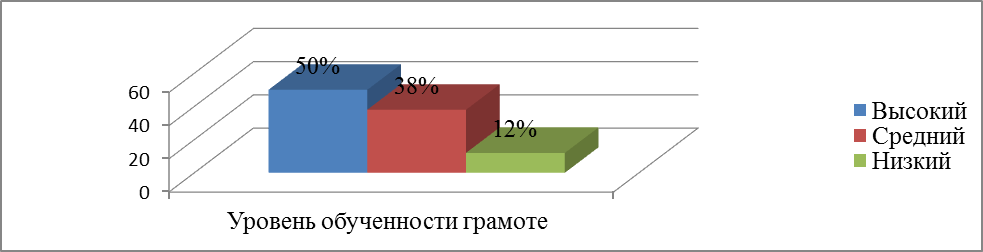 50%
38%
12%
60
40
20
0
Высокий
Средний
Низкий
Уровень обученности грамоте